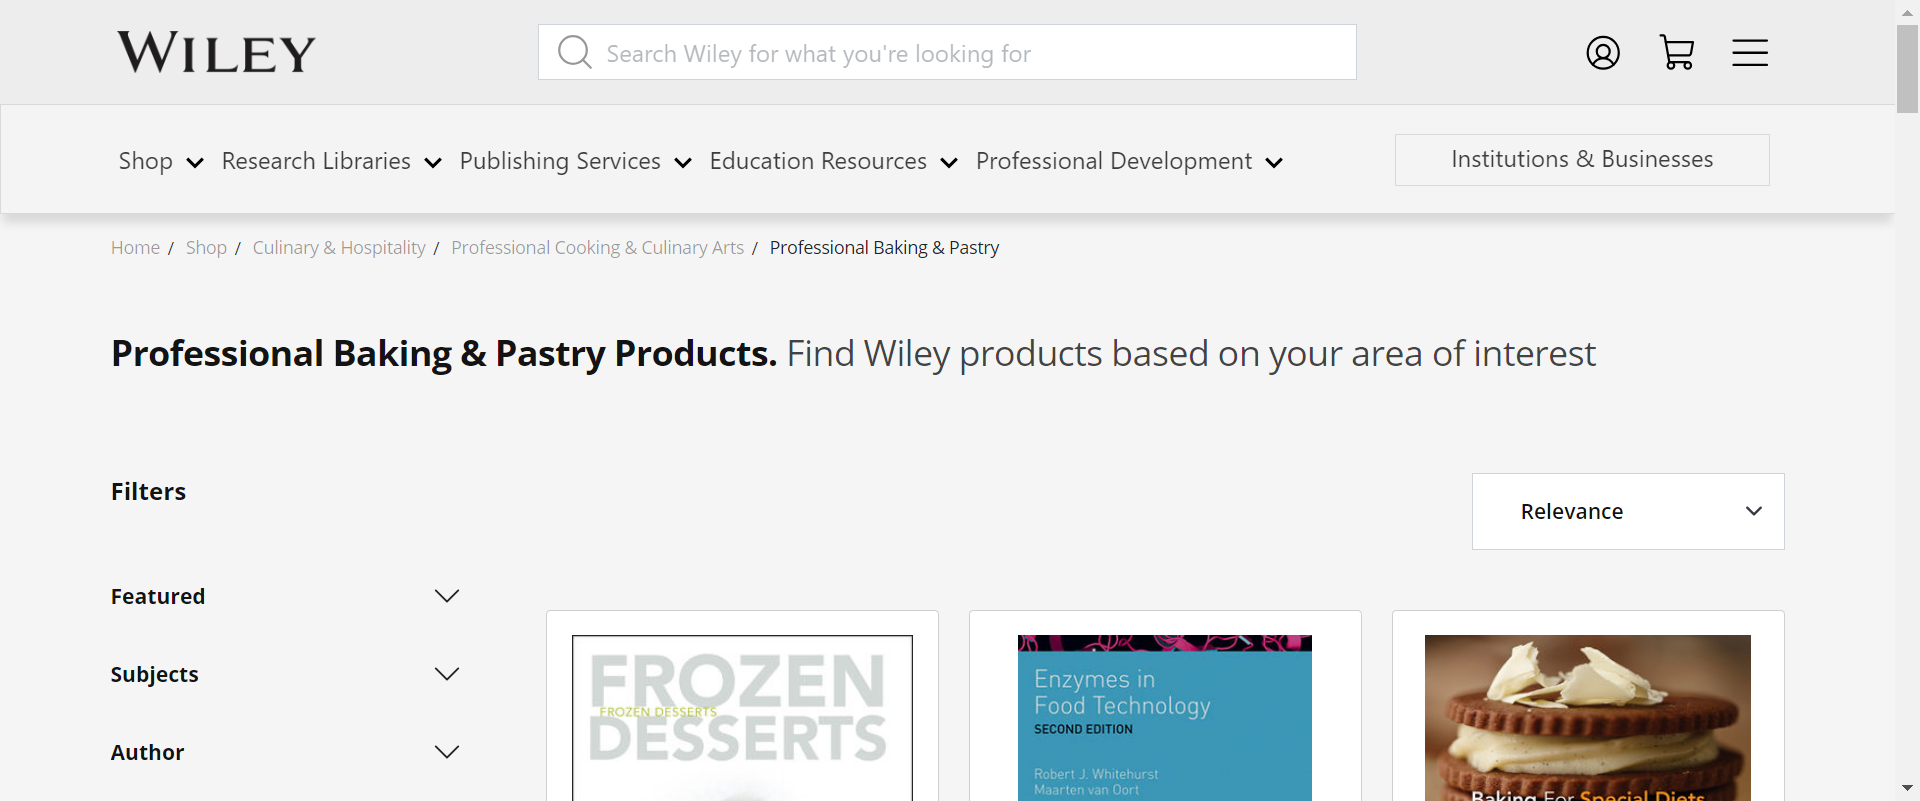 WILEY
Search Wiley for what you're looking for
Shop
Research Libraries
Publishing Services
Education Resources
Professional Development
Institutions & Businesses
Home / Shop / Culinary & Hospitality / Professional Cooking & Culinary Arts / Professional Baking & Pastry
Professional Baking & Pastry Products. Find Wiley products based on your area of interest
Filters
Relevance
Featured
Subjects
Author
FROZEN
FROZEN DESSERTS
DESSERTS
Enzymes in
Food Technology
SECOND EDITION
Robert J. Whitehurst
Maarten van Oort
Baking For Special Diets